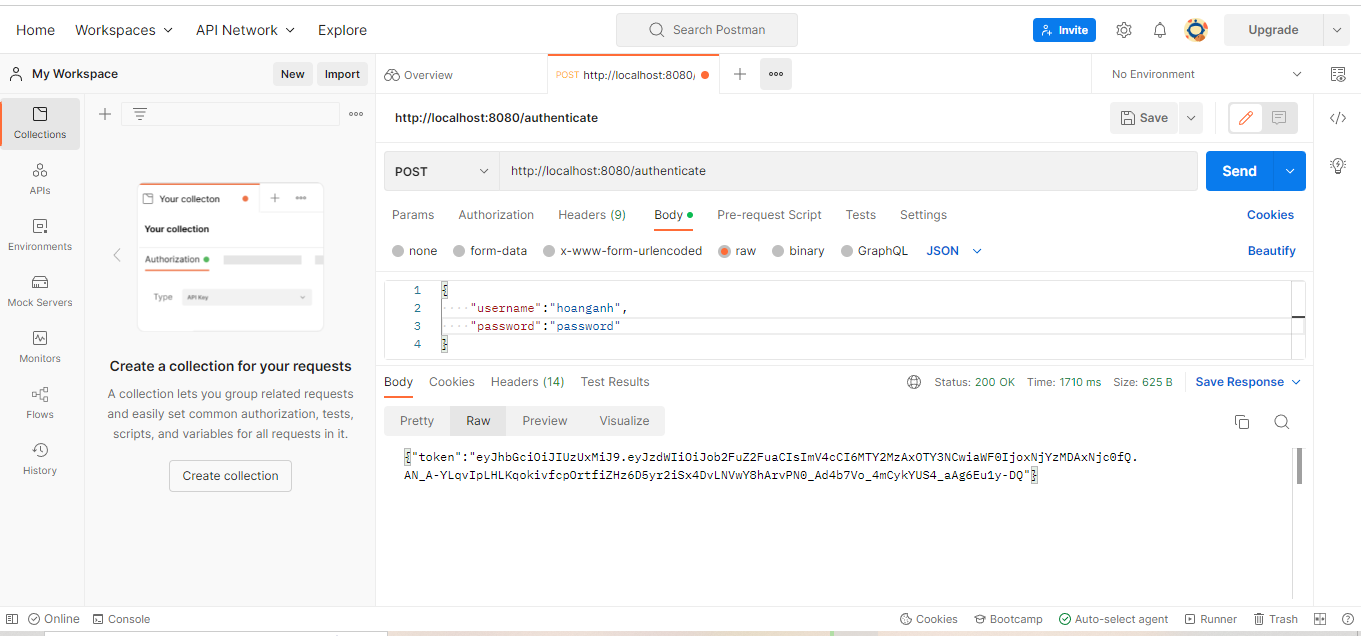 Home Workspaces API Network Explore Search Postman Invite Upgrade
My Workspace New Import Overview POST http://localhost:8080/ No Environment
Collections
APIs
Environments
Mock Servers
Monitors
Flows
History
Your collecton
Your collection
Authorization
Type API Key
Create a collection for your requests
A collection lets you group related requests
and easily set common authorization, tests,
scripts, and variables for all requests in it.
Create collection
http://localhost:8080/authenticate Save
POST http://localhost:8080/authenticate Send
Params Authorization Headers (9) Body Pre-request Script Tests Settings Cookies
none form-data x-www-form-urlencoded raw binary GraphQL JSON Beautify
1 {
2 "username":"hoanganh",
3 "password":"password"
4 }
Body Cookies Headers (14) Test Results Status: 200 OK Time: 1710 ms Size: 625 B Save Response
Pretty Raw Preview Visualize
{"token":"eyJhbGciOiJIUzUxMiJ9.eyJzdWIiOiJob2FuZ2FuaCIsImV4cCI6MTY2MzAxOTY3NCwiaWF0IjoxNjYzMDAxNjc0fQ.
AN_A-YLqvIpLHLKqokivfcpOrtfiZHz6D5yr2iSx4DvLNVwY8hArvPN0_Ad4b7Vo_4mCykYUS4_aAg6Eu1y-DQ"}
Online Console Cookies Bootcamp Auto-select agent Runner Trash